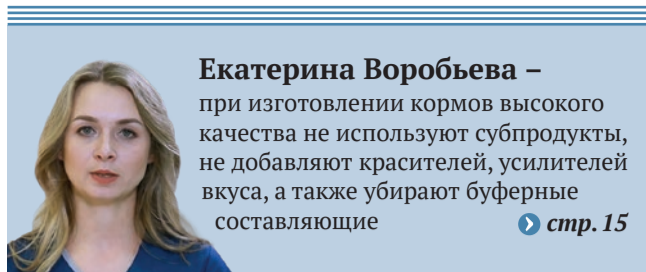 Екатерина Воробьева –
при изготовлении кормов высокого
качества не используют субпродукты,
не добавляют красителей, усилителей
вкуса, а также убирают буферные
составляющие
стр. 15